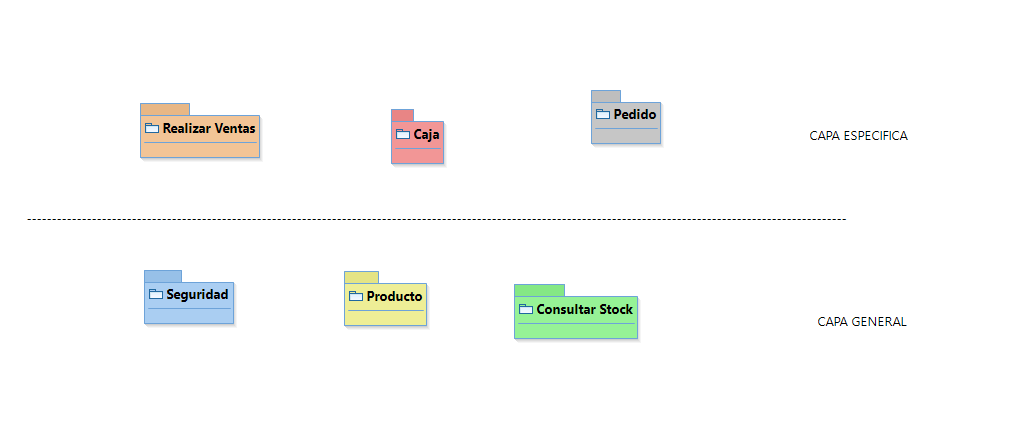 Realizar Ventas
Caja
Pedido
CAPA ESPECIFICA
Seguridad
Producto
Consultar Stock
CAPA GENERAL